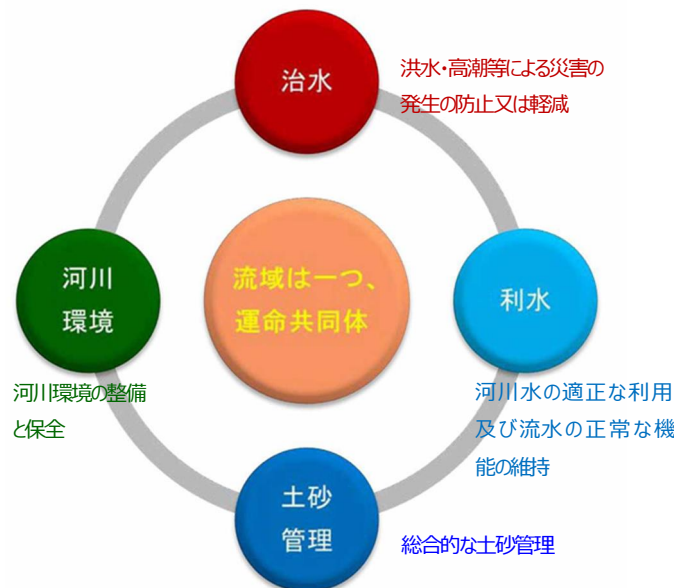 治水
洪水・高潮等による災害の
発生の防止又は軽減
河川
環境
流域は一つ、
運命共同体
利水
河川環境の整備
と保全
河川水の適正な利用
及び流水の正常な機
能の維持
土砂
管理
総合的な土砂管理